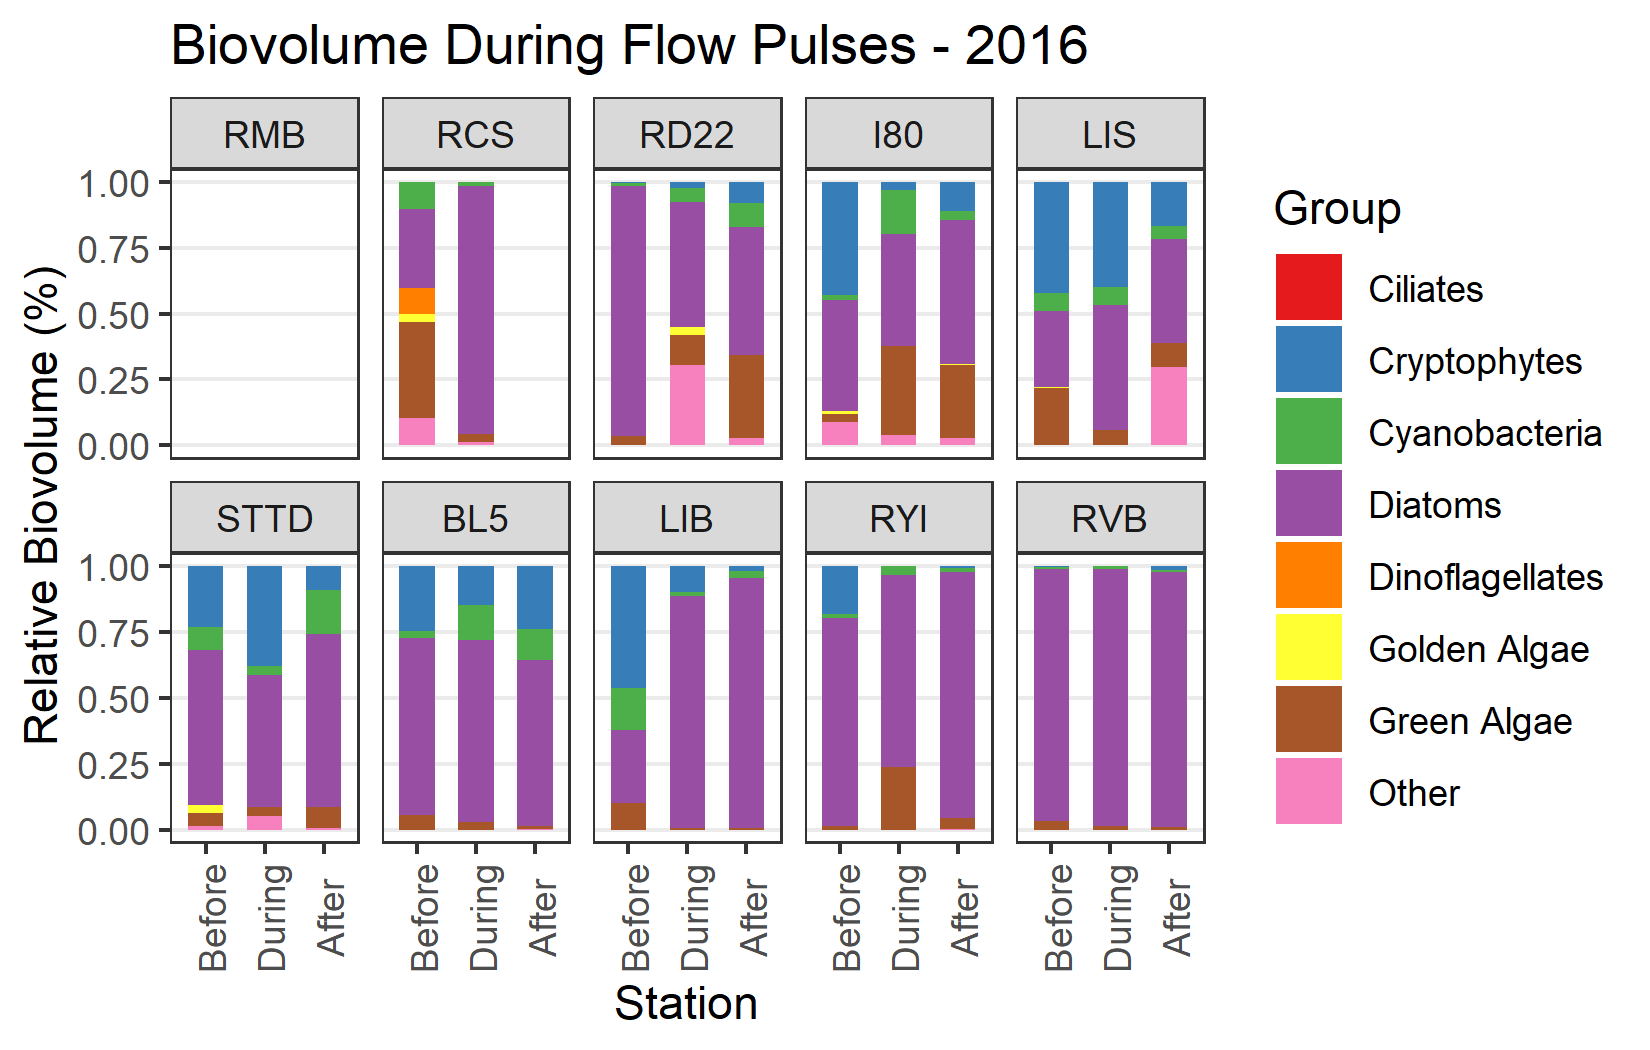 Biovolume During Flow Pulses - 2016
RMB RCS RD22 I80 LIS
1.00
0.75
0.50
0.25
0.00
STTD BL5 LIB RYI RVB
1.00
0.75
0.50
0.25
0.00
Before During After Before During After Before During After Before During After Before During After
Station
Relative Biovolume (%)
Group
Ciliates
Cryptophytes
Cyanobacteria
Diatoms
Dinoflagellates
Golden Algae
Green Algae
Other